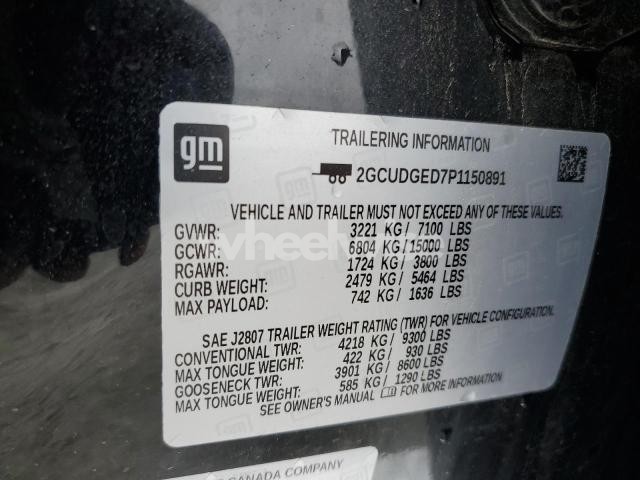 gm
TRAILERING INFORMATION
2GCUDGED7P1150891
VEHICLE AND TRAILER MUST NOT EXCEED ANY OF THESE VALUES.
GVWR: 3221 KG / 7100 LBS
GCWR: 6804 KG / 15000 LBS
RGAWR: 1724 KG / 3800 LBS
CURB WEIGHT: 2479 KG / 5464 LBS
MAX PAYLOAD: 742 KG / 1636 LBS
SAE J2807 TRAILER WEIGHT RATING (TWR) FOR VEHICLE CONFIGURATION.
CONVENTIONAL TWR: 4218 KG / 9300 LBS
MAX TONGUE WEIGHT: 422 KG / 930 LBS
GOOSENECK TWR: 3901 KG / 8600 LBS
MAX TONGUE WEIGHT: 585 KG / 1290 LBS
SEE OWNER'S MANUAL FOR MORE INFORMATION
CANADA COMPANY